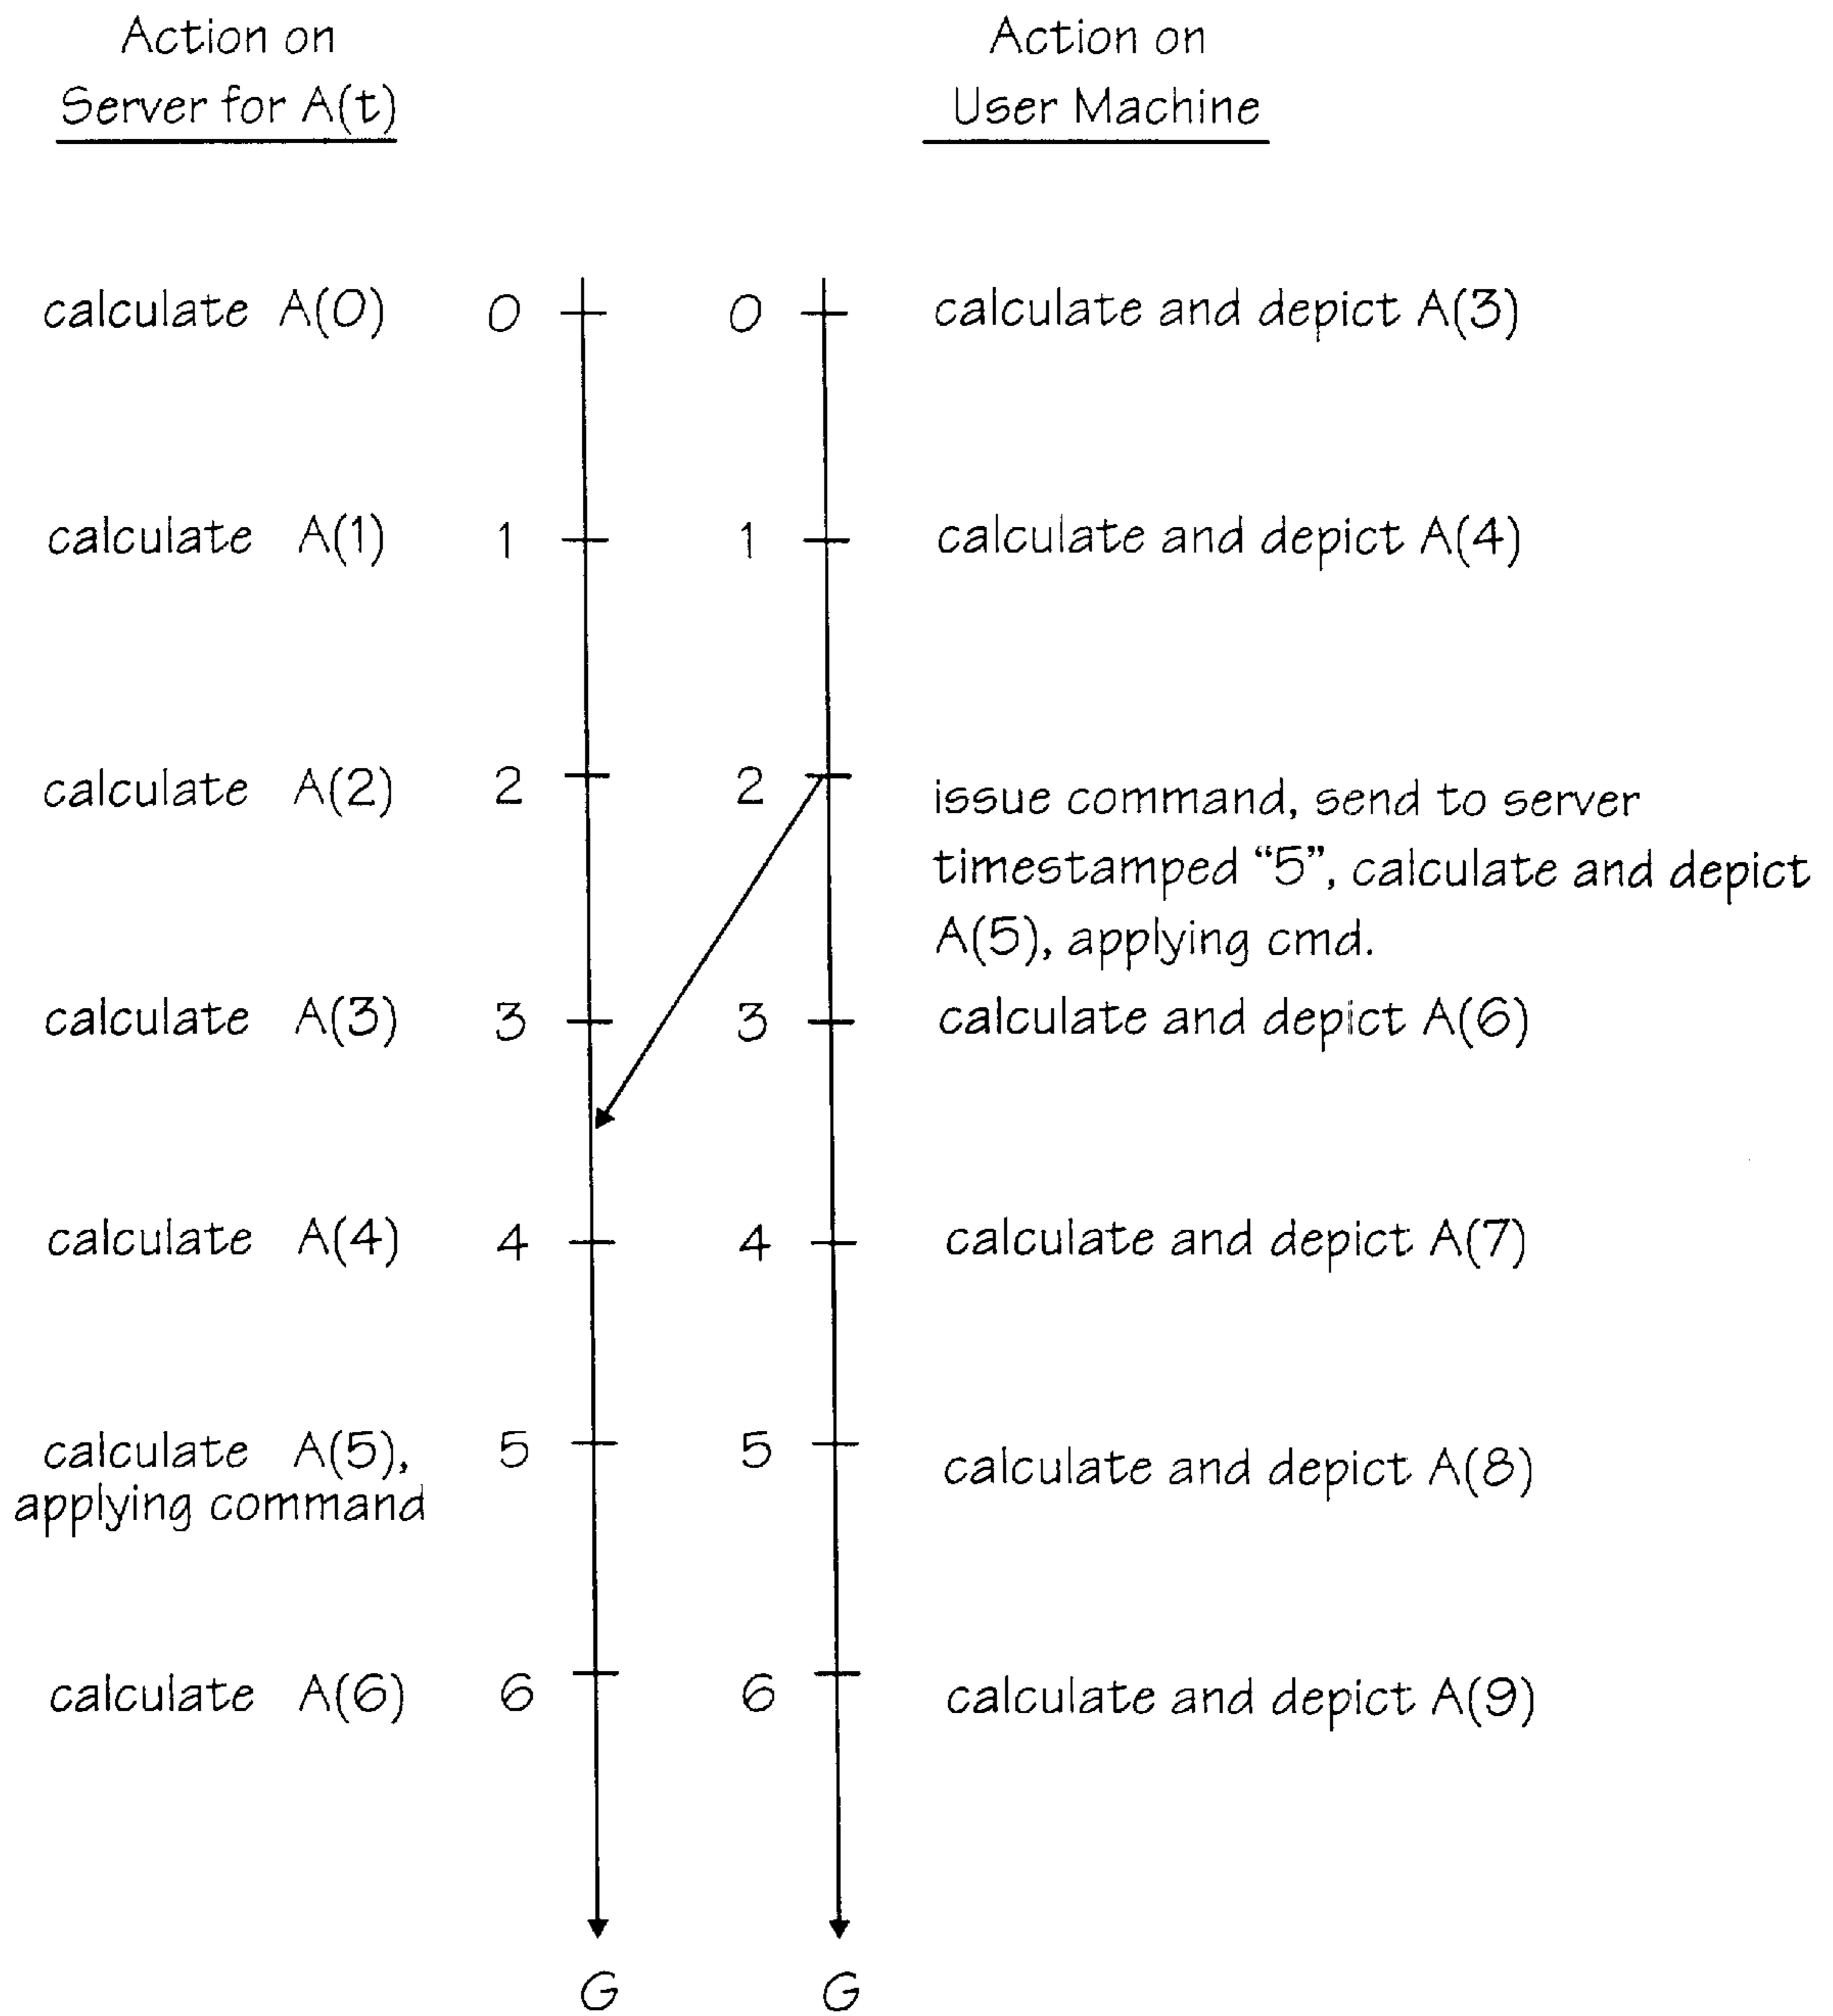 Action on
Server for A(t)
Action on
User Machine
calculate A(0) 0 0 calculate and depict A(3)
calculate A(1) 1 1 calculate and depict A(4)
calculate A(2) 2 2 issue command, send to server
timestamped "5", calculate and depict
A(5), applying cmd.
calculate A(3) 3 3 calculate and depict A(6)
calculate A(4) 4 4 calculate and depict A(7)
calculate A(5), 5 5 calculate and depict A(8)
applying command
calculate A(6) 6 6 calculate and depict A(9)
G G